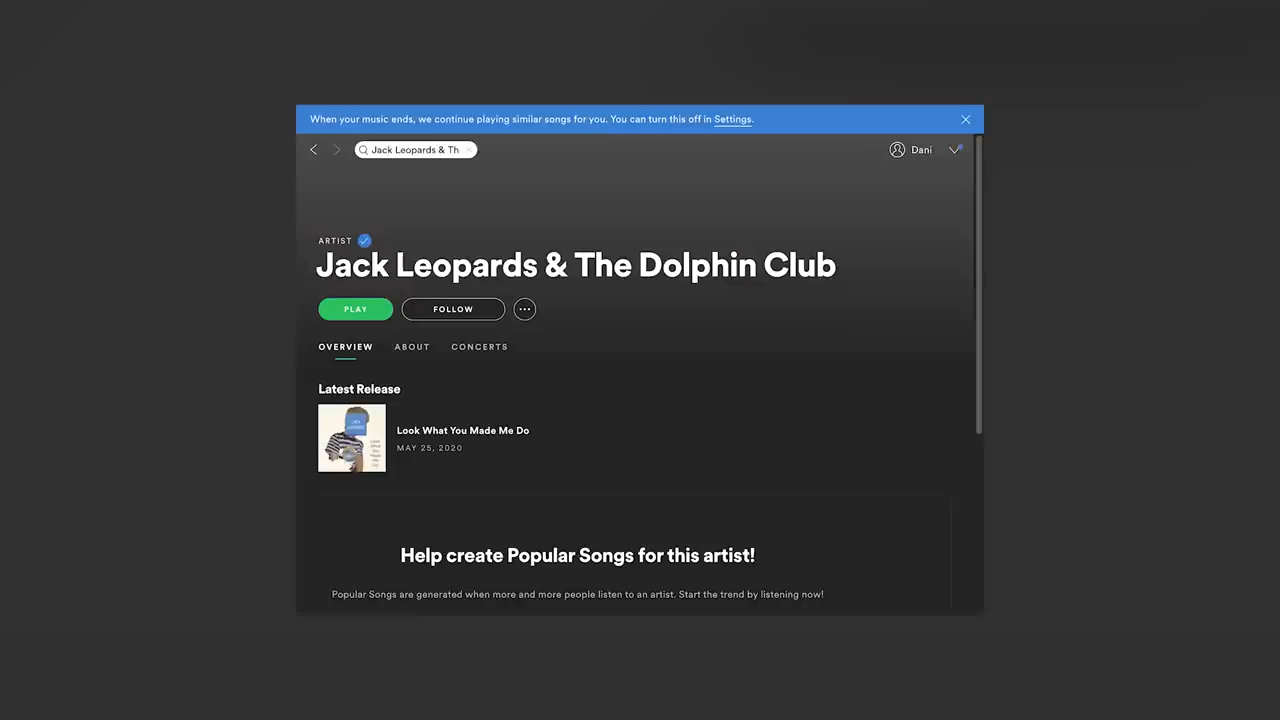 When your music ends, we continue playing similar songs for you. You can turn this off in Settings.
Jack Leopards & Th
Dani
ARTIST
Jack Leopards & The Dolphin Club
PLAY
FOLLOW
OVERVIEW
ABOUT
CONCERTS
Latest Release
Look What You Made Me Do
MAY 25, 2020
Help create Popular Songs for this artist!
Popular Songs are generated when more and more people listen to an artist. Start the trend by listening now!